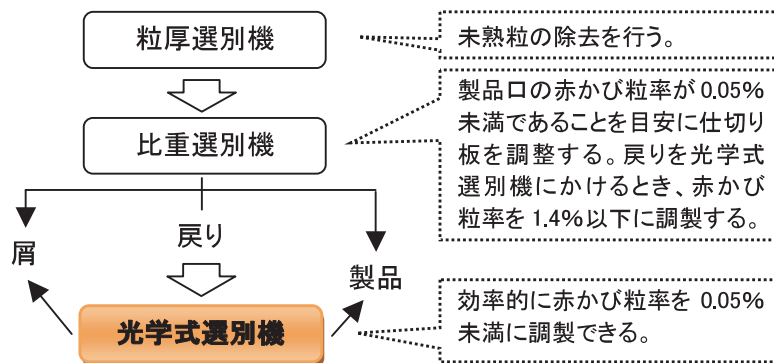 粒厚選別機
未熟粒の除去を行う。
比重選別機
製品口の赤かび粒率が 0.05%
未満であることを目安に仕切り
板を調整する。戻りを光学式
選別機にかけるとき、赤かび
粒率を 1.4%以下に調製する。
屑
戻り
製品
光学式選別機
効率的に赤かび粒率を 0.05%
未満に調製できる。